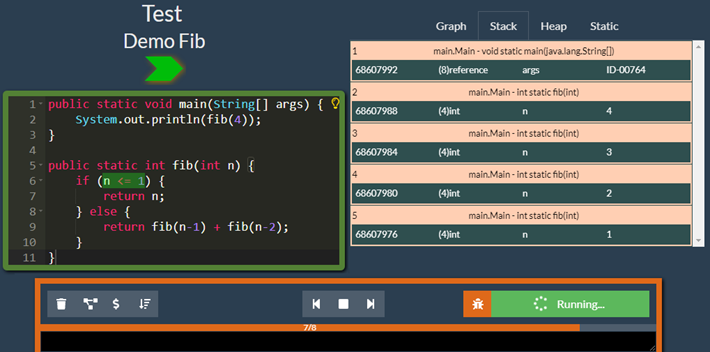 Test
Demo Fib
1 public static void main(String[] args) {
2 System.out.println(fib(4));
3 }
4
5 public static int fib(int n) {
6 if (n <= 1) {
7 return n;
8 } else {
9 return fib(n-1) + fib(n-2);
10 }
11 }
Graph Stack Heap Static
1 main.Main - void static main(java.lang.String[])
68607992 (8)reference args ID-00764
2 main.Main - int static fib(int)
68607988 (4)int n 4
3 main.Main - int static fib(int)
68607984 (4)int n 3
4 main.Main - int static fib(int)
68607980 (4)int n 2
5 main.Main - int static fib(int)
68607976 (4)int n 1
$ Running...
7/8